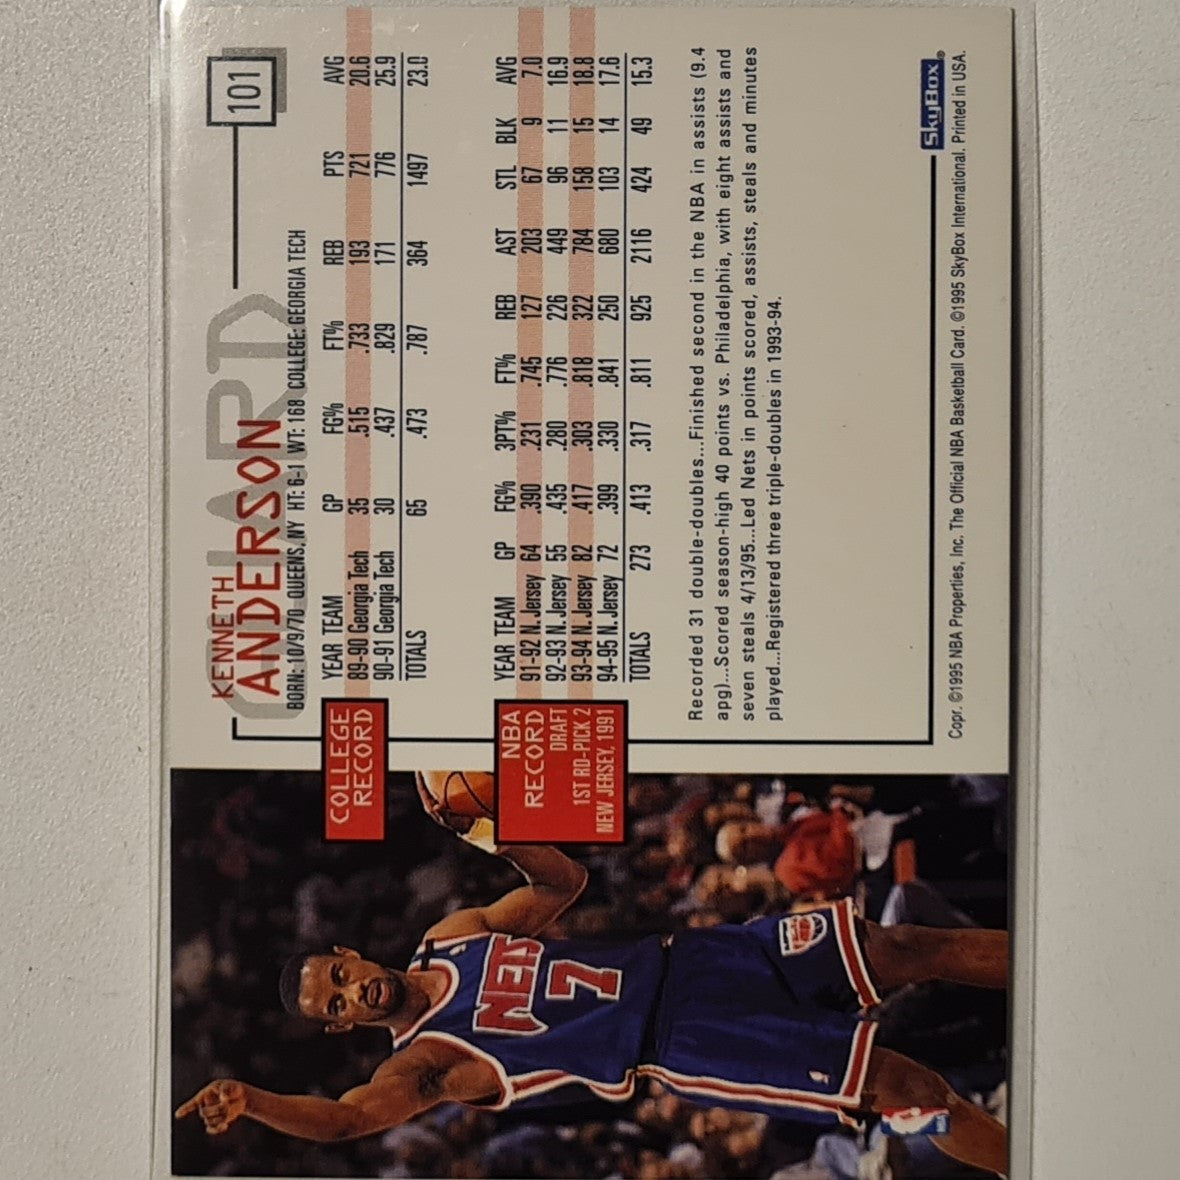 101
GUARD
KENNETH
ANDERSON
BORN: 10/9/70 QUEENS, NY HT: 6-1 WT: 168 COLLEGE: GEORGIA TECH
COLLEGE
RECORD
YEAR TEAM GP FG% FT% REB PTS AVG
89-90 Georgia Tech 35 .515 .733 193 721 20.6
90-91 Georgia Tech 30 .437 .829 171 776 25.9
TOTALS 65 .473 .787 364 1497 23.0
NBA
RECORD
DRAFT
1ST RD-PICK 2
NEW JERSEY, 1991
YEAR TEAM GP FG% 3PT% FT% REB AST STL BLK AVG
91-92 N.Jersey 64 .390 .231 .745 127 203 67 9 7.0
92-93 N.Jersey 55 .435 .280 .776 226 449 96 11 16.9
93-94 N.Jersey 82 .417 .303 .818 322 784 158 15 18.8
94-95 N.Jersey 72 .399 .330 .841 250 680 103 14 17.6
TOTALS 273 .413 .317 .811 925 2116 424 49 15.3
Recorded 31 double-doubles...Finished second in the NBA in assists (9.4
apg)...Scored season-high 40 points vs. Philadelphia, with eight assists and
seven steals 4/13/95...Led Nets in points scored, assists, steals and minutes
played...Registered three triple-doubles in 1993-94.
SkyBox®
Copr. ©1995 NBA Properties, Inc. The Official NBA Basketball Card. ©1995 SkyBox International. Printed in USA.
NETS
7
NBA